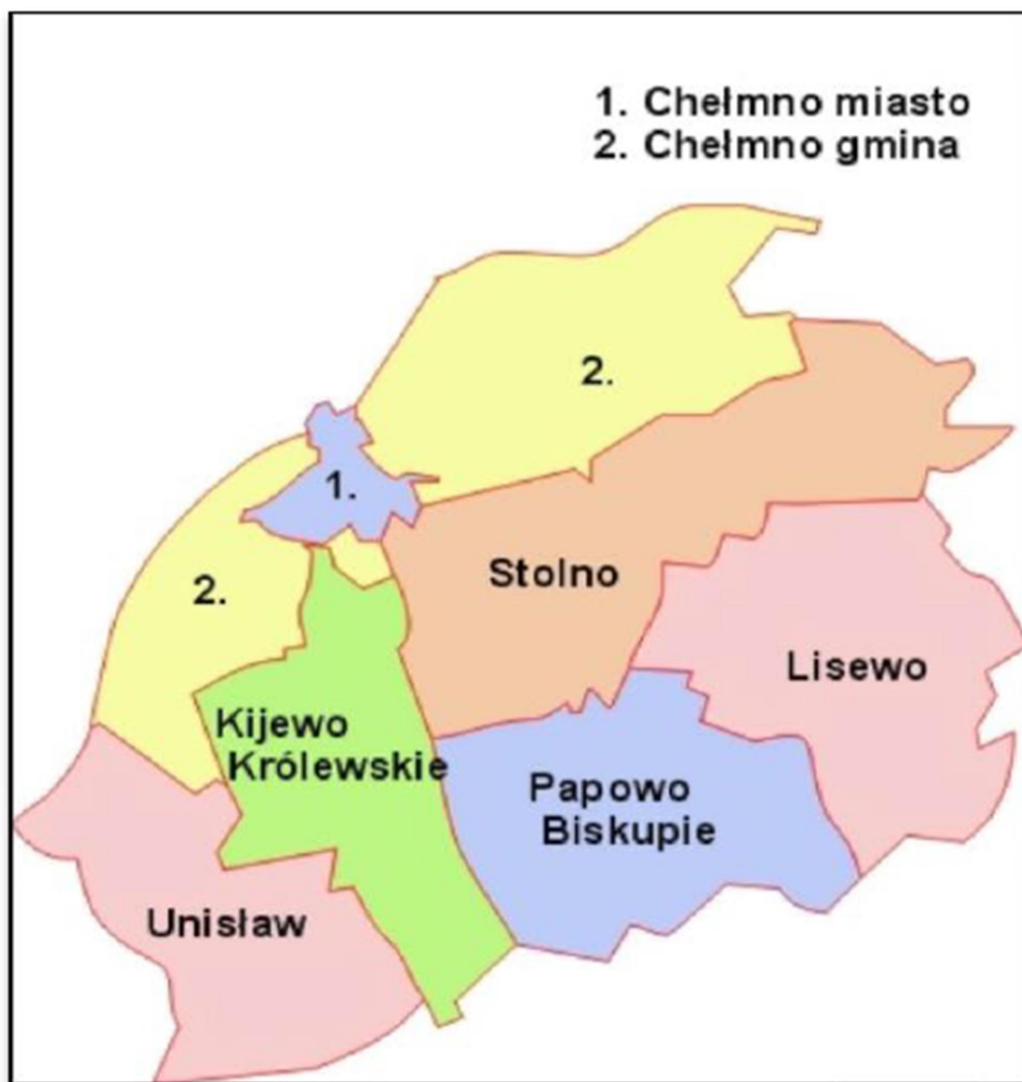 1. Chełmno miasto
2. Chełmno gmina
2.
1.
Stolno
2.
Lisewo
Kijewo
Królewskie
Papowo
Biskupie
Unisław